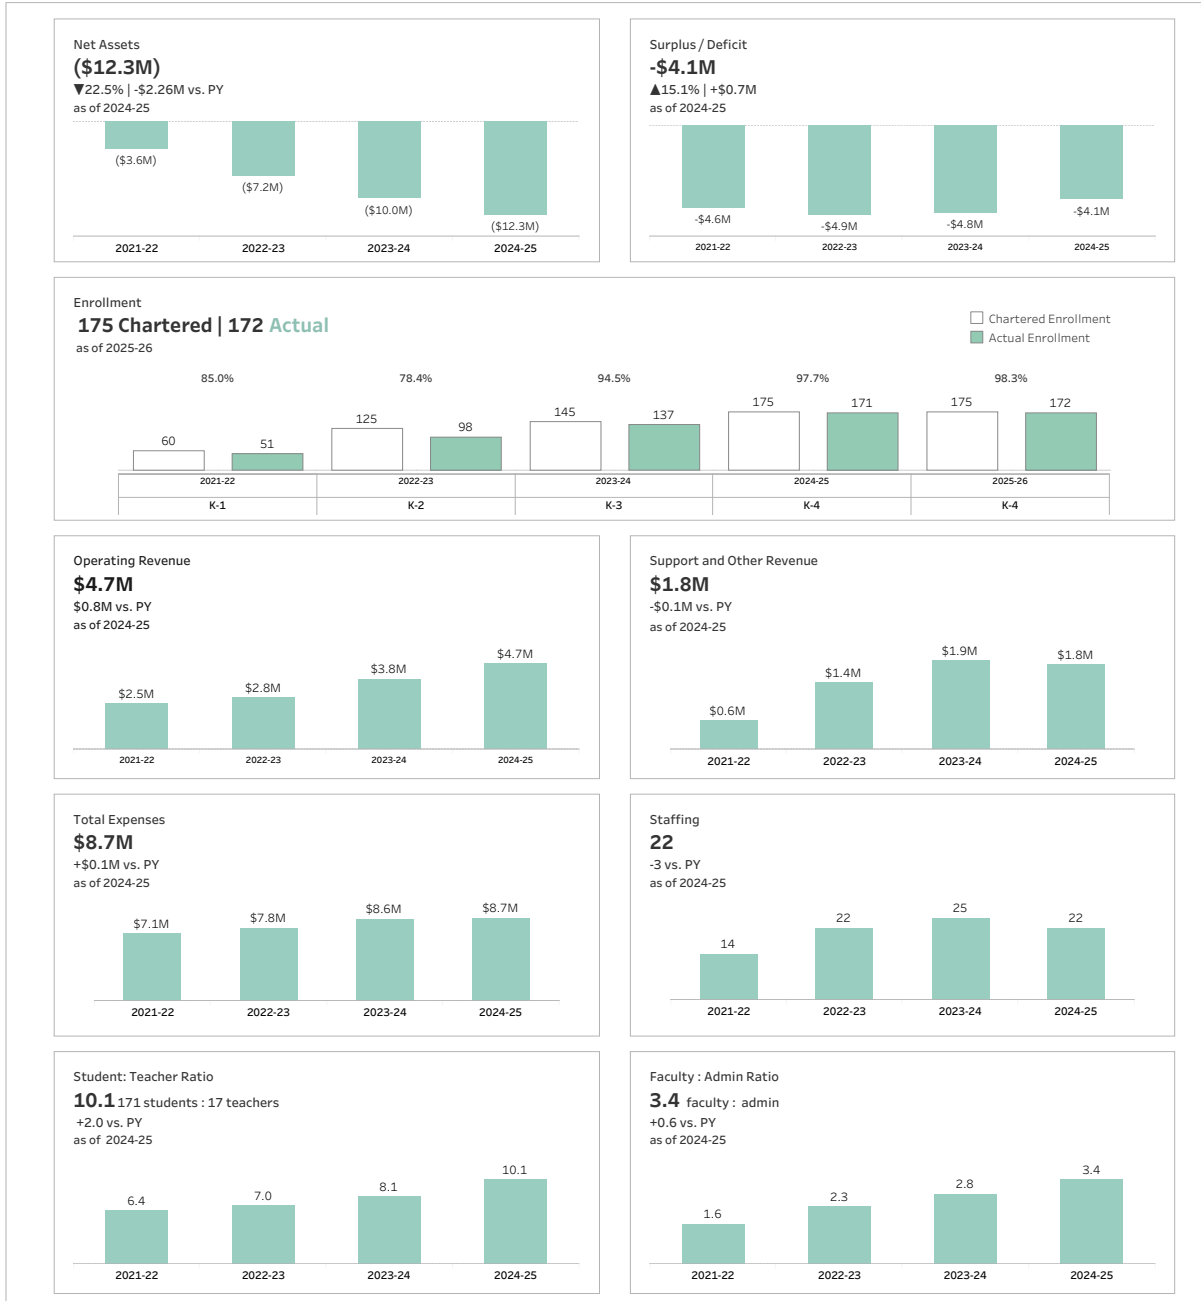 Net Assets
($12.3M)
▼22.5% | -$2.26M vs. PY
as of 2024-25
($3.6M)
($7.2M)
($10.0M)
($12.3M)
2021-22 2022-23 2023-24 2024-25
Surplus / Deficit
-$4.1M
▲15.1% | +$0.7M
as of 2024-25
-$4.6M
-$4.9M
-$4.8M
-$4.1M
2021-22 2022-23 2023-24 2024-25
Enrollment
175 Chartered | 172 Actual
as of 2025-26
Chartered Enrollment
Actual Enrollment
85.0% 78.4% 94.5% 97.7% 98.3%
60 51 125 98 145 137 175 171 175 172
2021-22 2022-23 2023-24 2024-25 2025-26
K-1 K-2 K-3 K-4 K-4
Operating Revenue
$4.7M
$0.8M vs. PY
as of 2024-25
$2.5M $2.8M $3.8M $4.7M
2021-22 2022-23 2023-24 2024-25
Support and Other Revenue
$1.8M
-$0.1M vs. PY
as of 2024-25
$0.6M $1.4M $1.9M $1.8M
2021-22 2022-23 2023-24 2024-25
Total Expenses
$8.7M
+$0.1M vs. PY
as of 2024-25
$7.1M $7.8M $8.6M $8.7M
2021-22 2022-23 2023-24 2024-25
Staffing
22
-3 vs. PY
as of 2024-25
14 22 25 22
2021-22 2022-23 2023-24 2024-25
Student: Teacher Ratio
10.1 171 students : 17 teachers
+2.0 vs. PY
as of 2024-25
6.4 7.0 8.1 10.1
2021-22 2022-23 2023-24 2024-25
Faculty : Admin Ratio
3.4 faculty : admin
+0.6 vs. PY
as of 2024-25
1.6 2.3 2.8 3.4
2021-22 2022-23 2023-24 2024-25